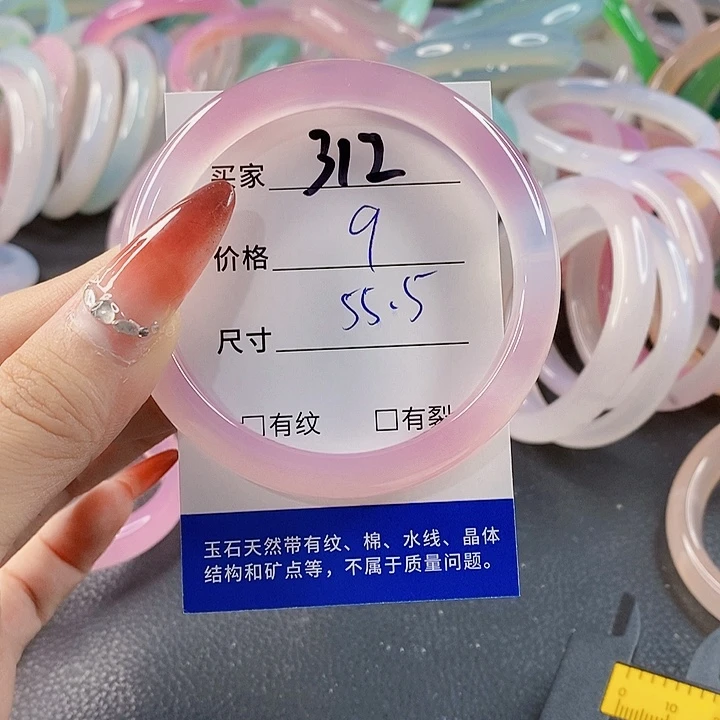 买家 312
价格 9
尺寸 55.5
□有纹 □有裂
玉石天然带有纹、棉、水线、晶体
结构和矿点等，不属于质量问题。
0 10